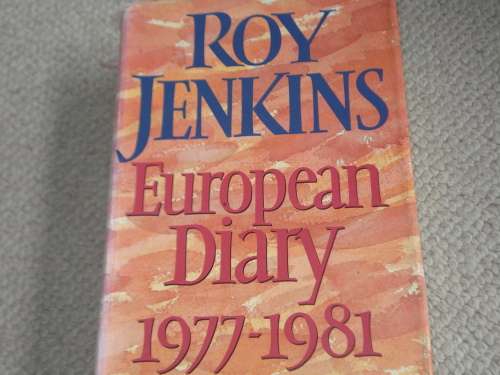 ROY
JENKINS
European
Diary
1977-1981